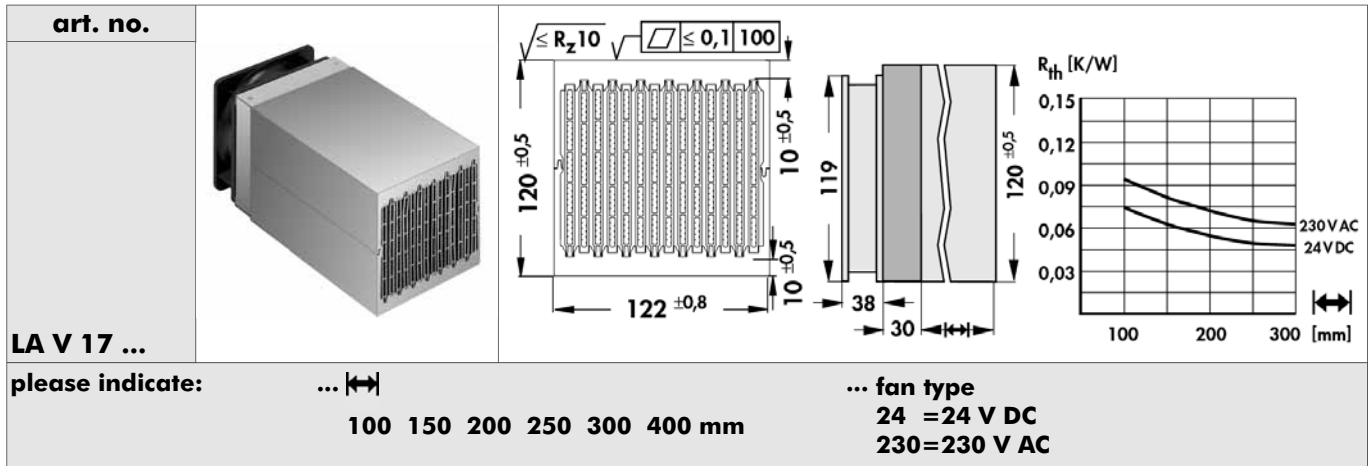 art. no.
LA V 17 ...
≤ Rz10
≤ 0,1 100
120 ±0,5
10 ±0,5
10 ±0,5
122 ±0,8
119
38
30
120 ±0,5
Rth [K/W]
0,15
0,12
0,09
0,06
0,03
230 V AC
24 V DC
100 200 300 [mm]
please indicate: ...
100 150 200 250 300 400 mm
... fan type
24 =24 V DC
230=230 V AC